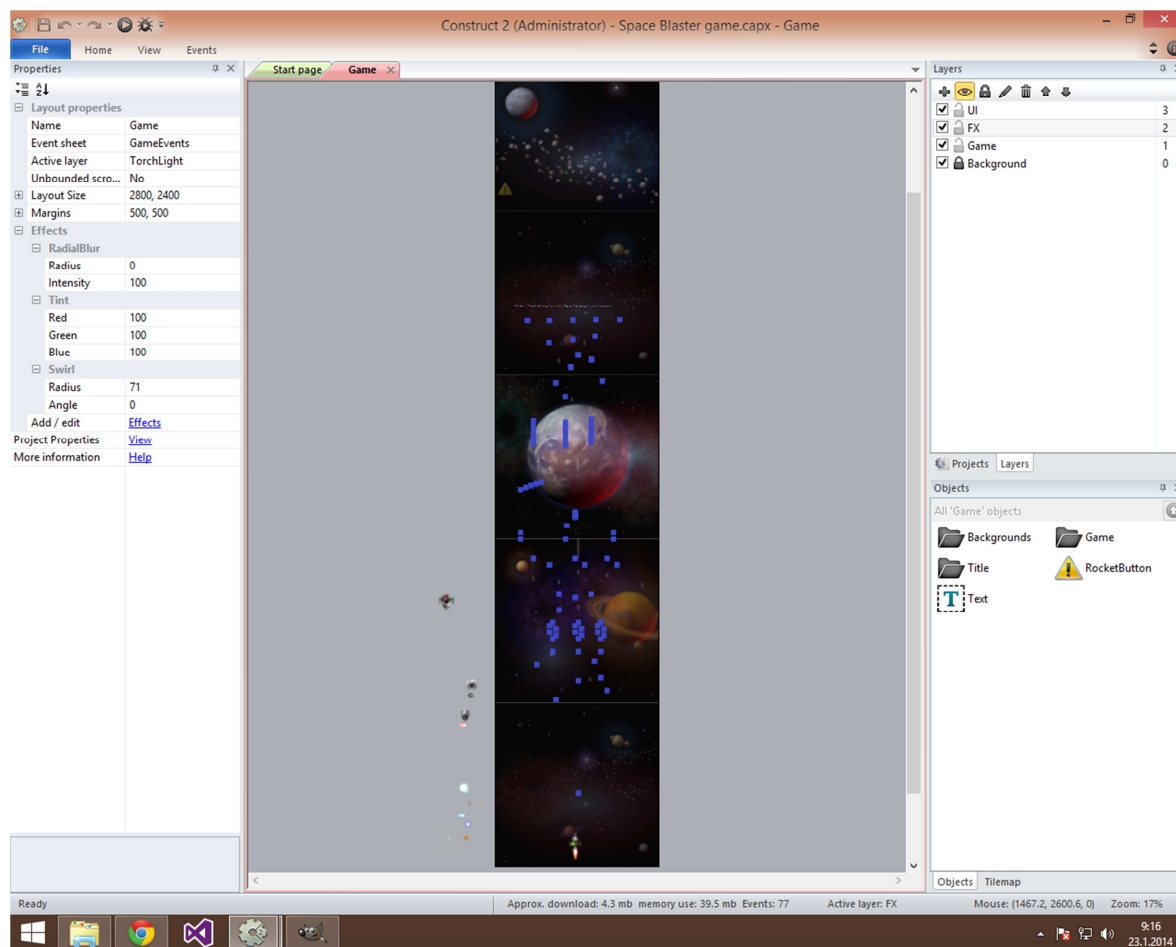 Construct 2 (Administrator) - Space Blaster game.capx - Game
File Home View Events
Properties
Layout properties
Name Game
Event sheet GameEvents
Active layer TorchLight
Unbounded scro... No
Layout Size 2800, 2400
Margins 500, 500
Effects
RadialBlur
Radius 0
Intensity 100
Tint
Red 100
Green 100
Blue 100
Swirl
Radius 71
Angle 0
Add / edit Effects
Project Properties View
More information Help
Start page Game
Layers
UI 3
FX 2
Game 1
Background 0
Projects Layers
Objects
All 'Game' objects
Backgrounds Game
Title RocketButton
T Text
Objects Tilemap
Ready Approx. download: 4.3 mb memory use: 39.5 mb Events: 77 Active layer: FX Mouse: (1467.2, 2600.6, 0) Zoom: 17%
9:16
23.1.2014